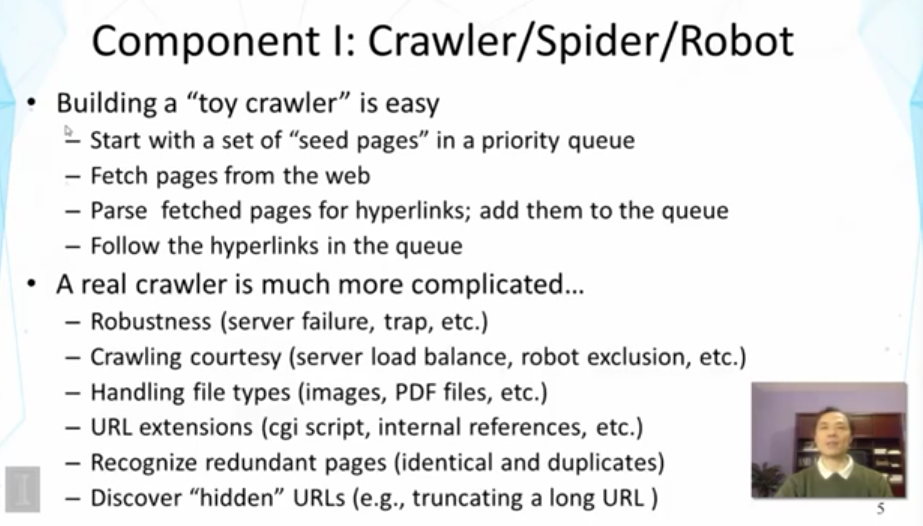 Component I: Crawler/Spider/Robot
• Building a “toy crawler” is easy
– Start with a set of “seed pages” in a priority queue
– Fetch pages from the web
– Parse fetched pages for hyperlinks; add them to the queue
– Follow the hyperlinks in the queue
• A real crawler is much more complicated…
– Robustness (server failure, trap, etc.)
– Crawling courtesy (server load balance, robot exclusion, etc.)
– Handling file types (images, PDF files, etc.)
– URL extensions (cgi script, internal references, etc.)
– Recognize redundant pages (identical and duplicates)
– Discover “hidden” URLs (e.g., truncating a long URL )
I
5